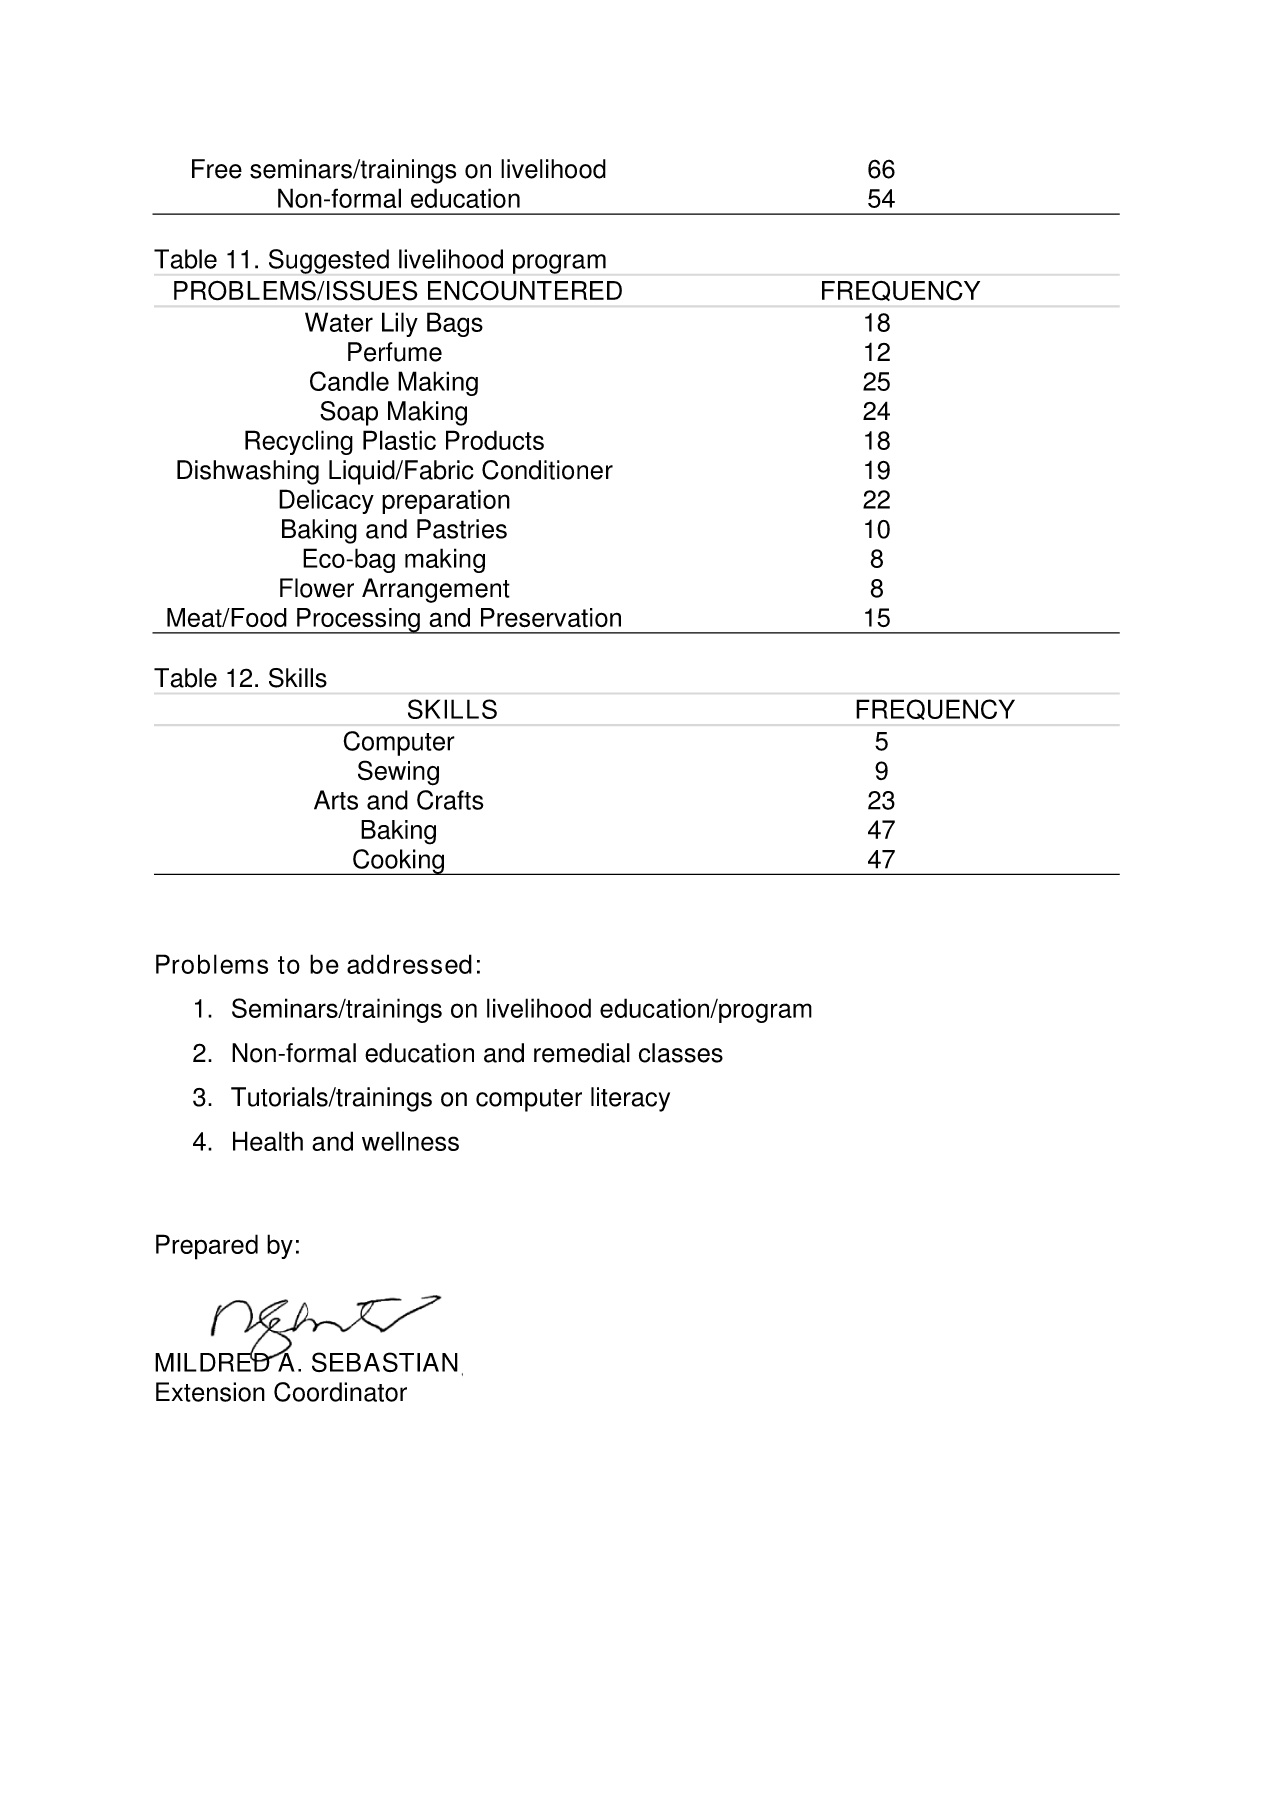 Free seminars/trainings on livelihood 66
Non-formal education 54
Table 11. Suggested livelihood program
PROBLEMS/ISSUES ENCOUNTERED FREQUENCY
Water Lily Bags 18
Perfume 12
Candle Making 25
Soap Making 24
Recycling Plastic Products 18
Dishwashing Liquid/Fabric Conditioner 19
Delicacy preparation 22
Baking and Pastries 10
Eco-bag making 8
Flower Arrangement 8
Meat/Food Processing and Preservation 15
Table 12. Skills
SKILLS FREQUENCY
Computer 5
Sewing 9
Arts and Crafts 23
Baking 47
Cooking 47
Problems to be addressed:
1. Seminars/trainings on livelihood education/program
2. Non-formal education and remedial classes
3. Tutorials/trainings on computer literacy
4. Health and wellness
Prepared by:
MILDRED A. SEBASTIAN
Extension Coordinator